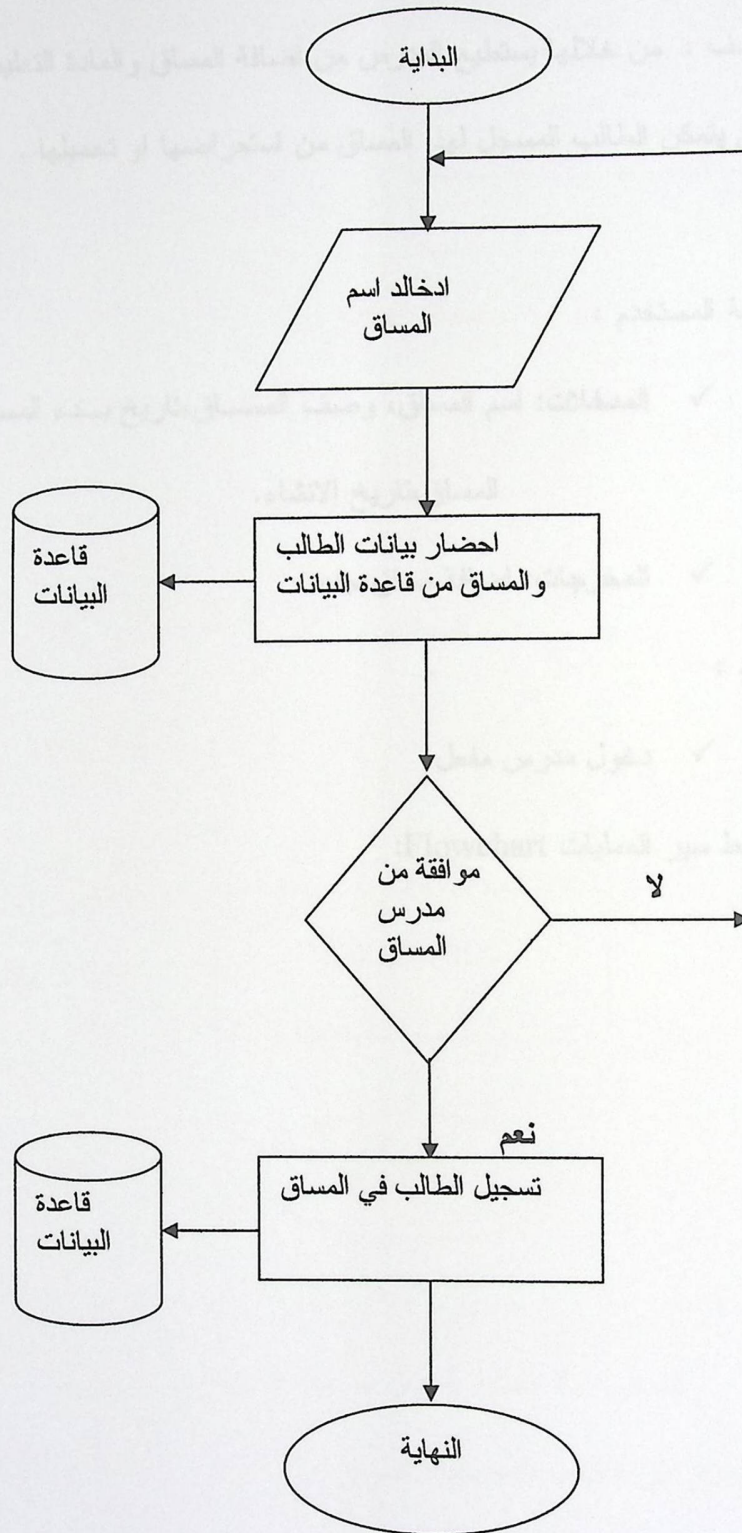 البداية
ادخالد اسم
المساق
احضار بيانات الطالب
والمساق من قاعدة البيانات
قاعدة
البيانات
موافقة من
مدرس
المساق
لا
نعم
تسجيل الطالب في المساق
قاعدة
البيانات
النهاية